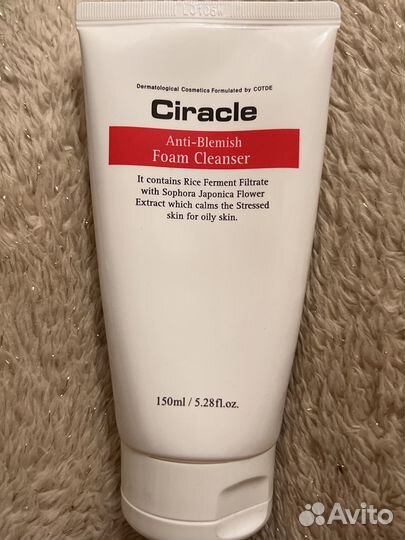 Dermatological Cosmetics Formulated by COTDE
Ciracle
Anti-Blemish
Foam Cleanser
It contains Rice Ferment Filtrate
with Sophora Japonica Flower
Extract which calms the Stressed
skin for oily skin.
150ml / 5.28fl.oz.
Avito